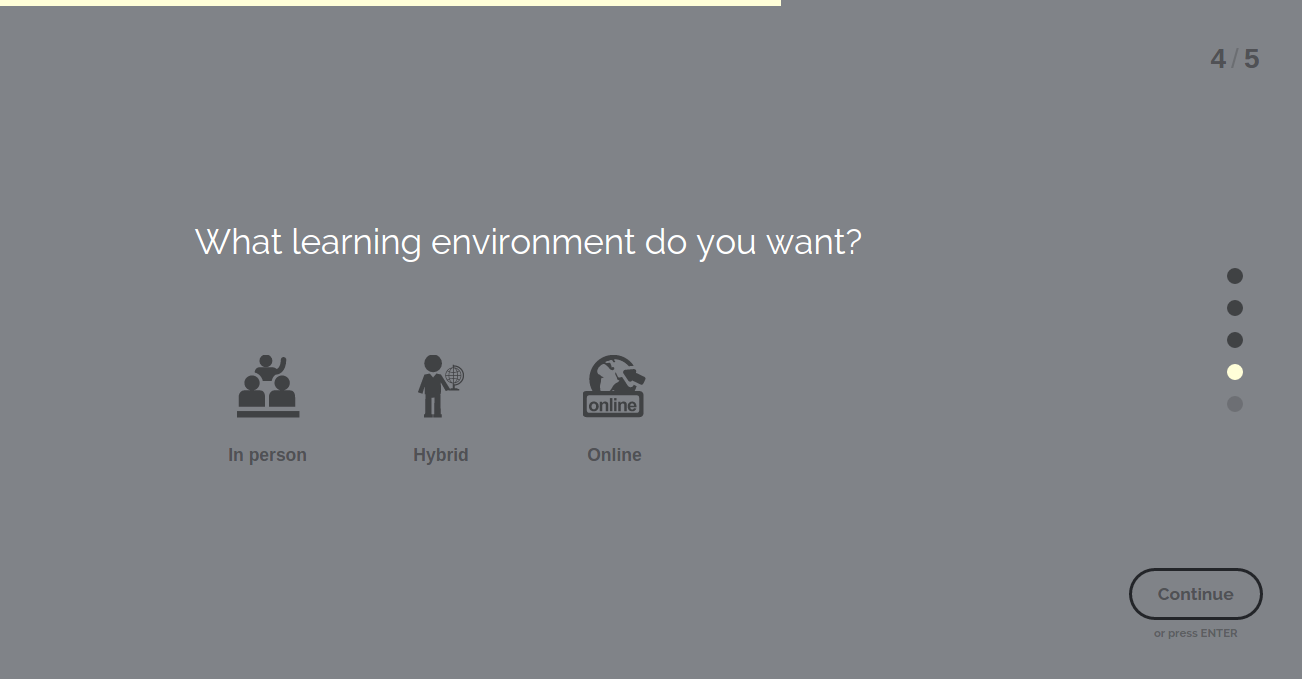 4/5
What learning environment do you want?
online
In person
Hybrid
Online
Continue
or press ENTER